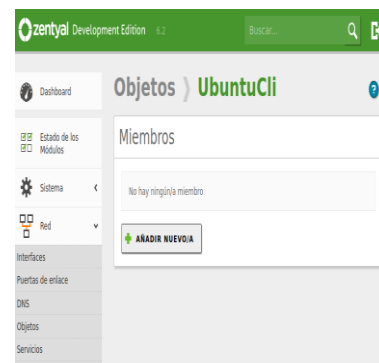 zentyal Development Edition 6.2
Buscar...
Dashboard
Estado de los
Módulos
Sistema
Red
Interfaces
Puertas de enlace
DNS
Objetos
Servicios
Objetos UbuntuCli
Miembros
No hay ningún/a miembro
AÑADIR NUEVO/A